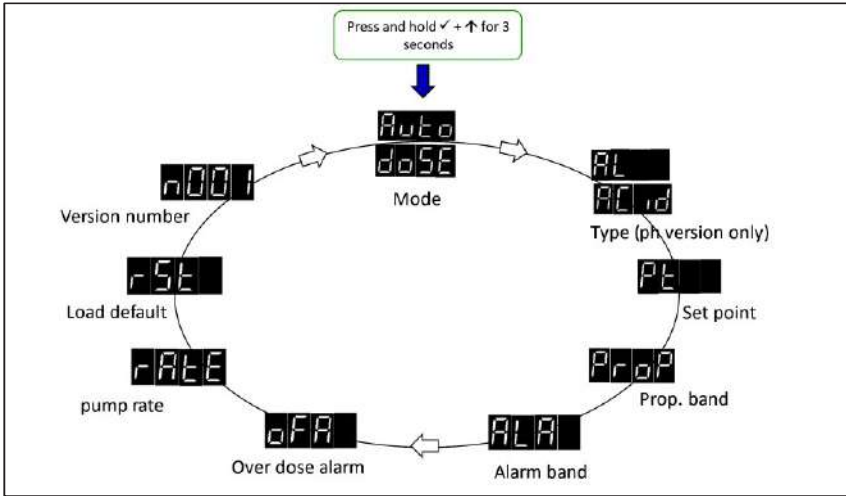 Press and hold ✓ + ↑ for 3
seconds
Auto
doSE
Mode
AL
ACid
Type (ph version only)
Pt
Set point
ProP
Prop. band
ALA
Alarm band
oFA
Over dose alarm
rAtE
pump rate
rSt
Load default
n001
Version number